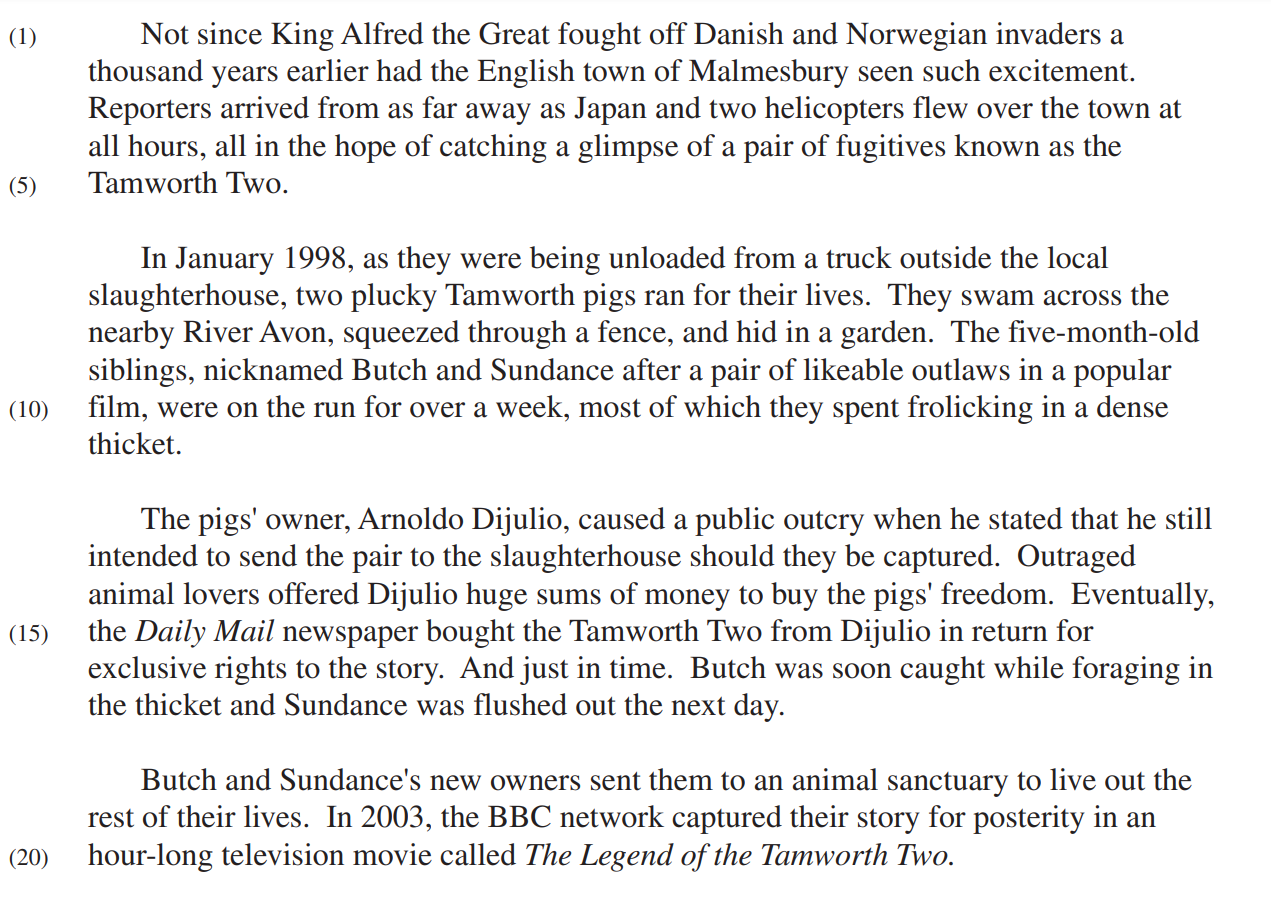 (1) Not since King Alfred the Great fought off Danish and Norwegian invaders a
thousand years earlier had the English town of Malmesbury seen such excitement.
Reporters arrived from as far away as Japan and two helicopters flew over the town at
all hours, all in the hope of catching a glimpse of a pair of fugitives known as the
(5) Tamworth Two.
In January 1998, as they were being unloaded from a truck outside the local
slaughterhouse, two plucky Tamworth pigs ran for their lives. They swam across the
nearby River Avon, squeezed through a fence, and hid in a garden. The five-month-old
siblings, nicknamed Butch and Sundance after a pair of likeable outlaws in a popular
(10) film, were on the run for over a week, most of which they spent frolicking in a dense
thicket.
The pigs' owner, Arnoldo Dijulio, caused a public outcry when he stated that he still
intended to send the pair to the slaughterhouse should they be captured. Outraged
animal lovers offered Dijulio huge sums of money to buy the pigs' freedom. Eventually,
(15) the Daily Mail newspaper bought the Tamworth Two from Dijulio in return for
exclusive rights to the story. And just in time. Butch was soon caught while foraging in
the thicket and Sundance was flushed out the next day.
Butch and Sundance's new owners sent them to an animal sanctuary to live out the
rest of their lives. In 2003, the BBC network captured their story for posterity in an
(20) hour-long television movie called The Legend of the Tamworth Two.